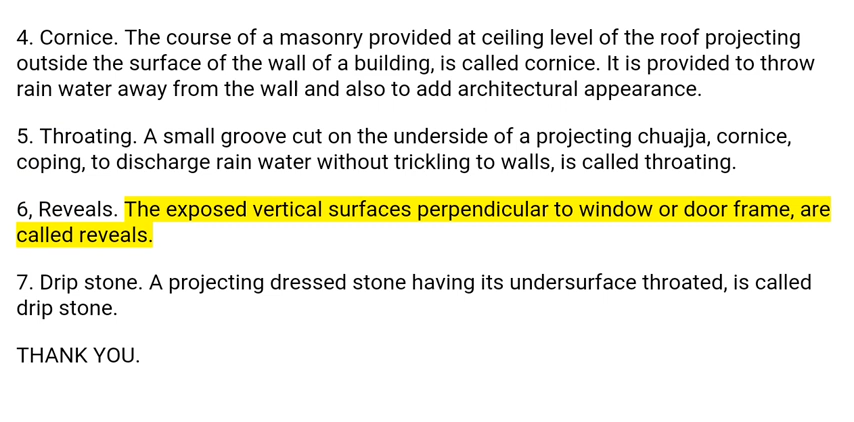 4. Cornice. The course of a masonry provided at ceiling level of the roof projecting
outside the surface of the wall of a building, is called cornice. It is provided to throw
rain water away from the wall and also to add architectural appearance.
5. Throating. A small groove cut on the underside of a projecting chuajja, cornice,
coping, to discharge rain water without trickling to walls, is called throating.
6, Reveals. The exposed vertical surfaces perpendicular to window or door frame, are
called reveals.
7. Drip stone. A projecting dressed stone having its undersurface throated, is called
drip stone.
THANK YOU.